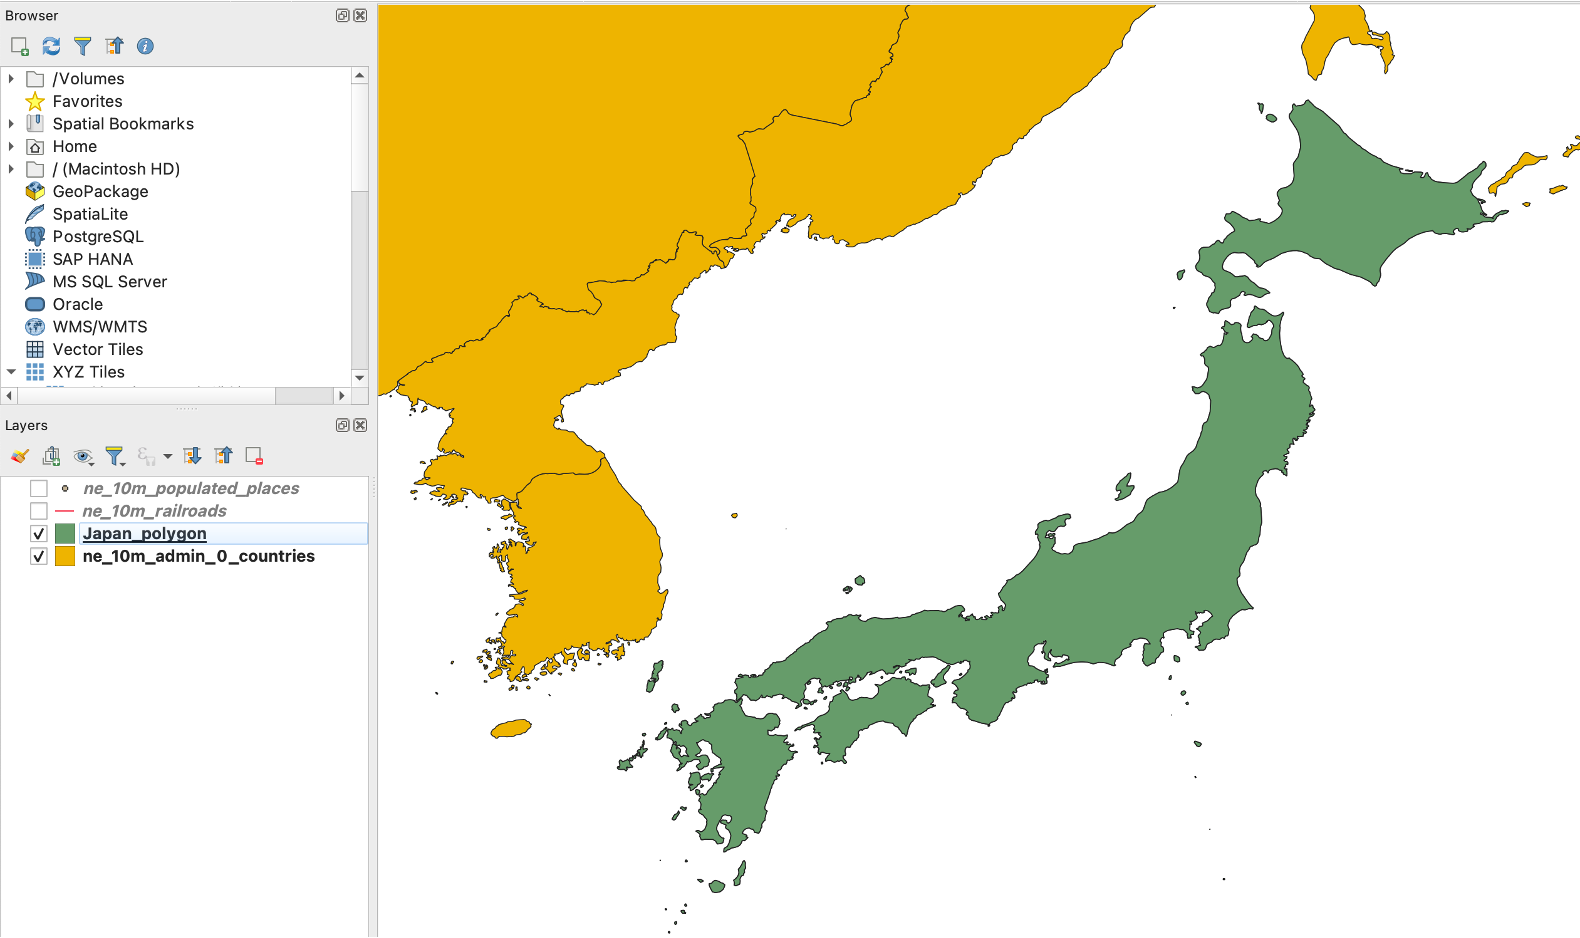 Browser
/Volumes
Favorites
Spatial Bookmarks
Home
/ (Macintosh HD)
GeoPackage
SpatiaLite
PostgreSQL
SAP HANA
MS SQL Server
Oracle
WMS/WMTS
Vector Tiles
XYZ Tiles
Layers
ne_10m_populated_places
ne_10m_railroads
Japan_polygon
ne_10m_admin_0_countries